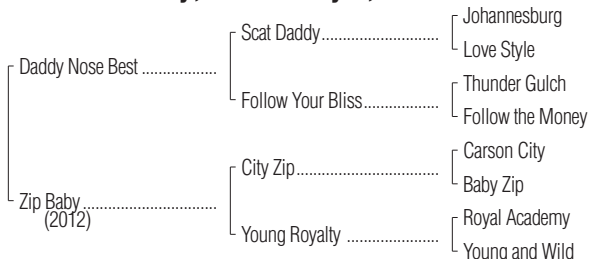 Johannesburg
Scat Daddy
Love Style
Daddy Nose Best
Thunder Gulch
Follow Your Bliss
Follow the Money
Carson City
City Zip
Baby Zip
Zip Baby
(2012)
Royal Academy
Young Royalty
Young and Wild